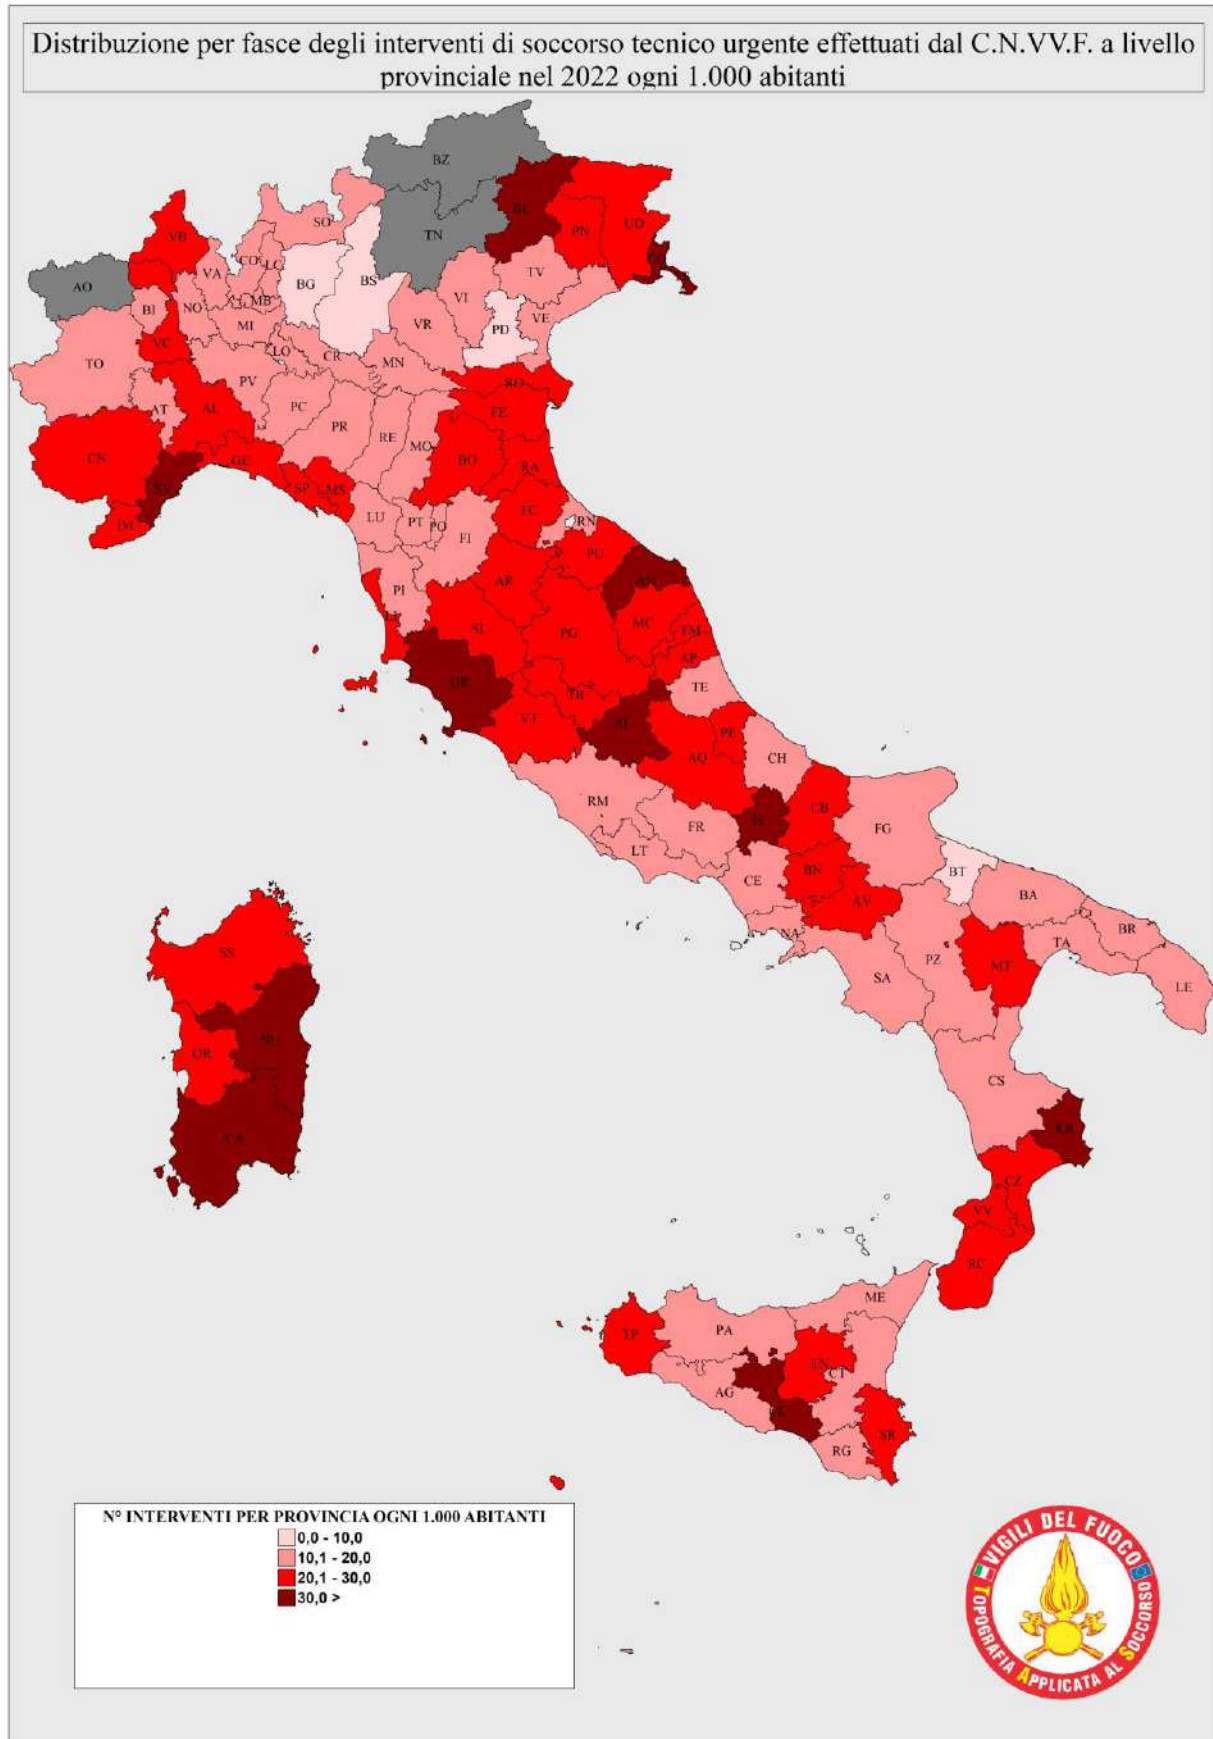 Distribuzione per fasce degli interventi di soccorso tecnico urgente effettuati dal C.N.VV.F. a livello
provinciale nel 2022 ogni 1.000 abitanti
BZ
BL
SO
TN
PN
UD
VB
GO
CO
LC
VA
TV
BG
BS
AO
VI
BI
NO
MB
VE
MI
VR
PD
VC
LO
CR
TO
MN
PV
RO
AT
AL
PC
FE
PR
RE
MO
CN
GE
BO
RA
SV
SP
MS
FC
IM
LU
PT
PO
RN
FI
PU
AR
AN
PI
LI
SI
PG
MC
FM
AP
GR
TE
TR
VT
RI
PE
AQ
CH
RM
IS
CB
FR
FG
LT
BN
BT
CE
AV
BA
NA
BR
TA
SS
PZ
MT
SA
LE
NU
OR
CS
CA
KR
CZ
VV
RC
ME
PA
TP
EN
CT
AG
CL
SR
RG
N° INTERVENTI PER PROVINCIA OGNI 1.000 ABITANTI
0,0 - 10,0
10,1 - 20,0
20,1 - 30,0
30,0 >
VIGILI DEL FUOCO
TOPOGRAFIA APPLICATA AL SOCCORSO